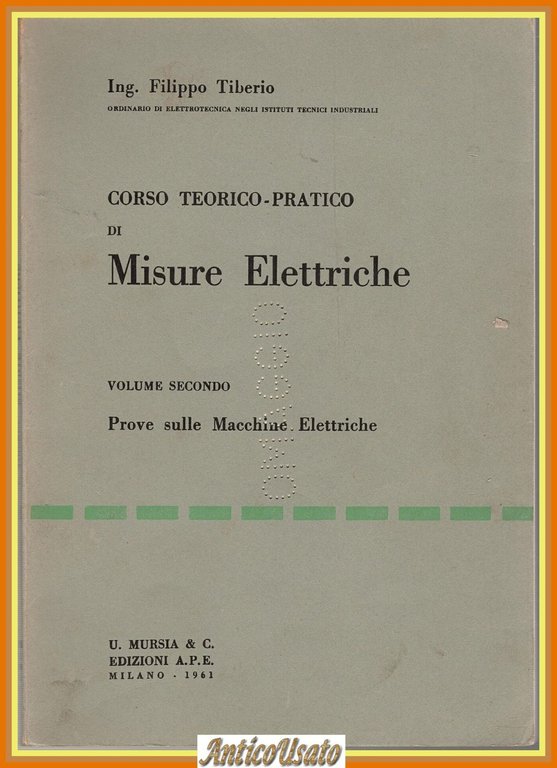 Ing. Filippo Tiberio
ORDINARIO DI ELETTROTECNICA NEGLI ISTITUTI TECNICI INDUSTRIALI
CORSO TEORICO-PRATICO
DI
Misure Elettriche
VOLUME SECONDO
Prove sulle Macchine Elettriche
OMAGGIO
U. MURSIA & C.
EDIZIONI A.P.E.
MILANO - 1961
AnticoUsato